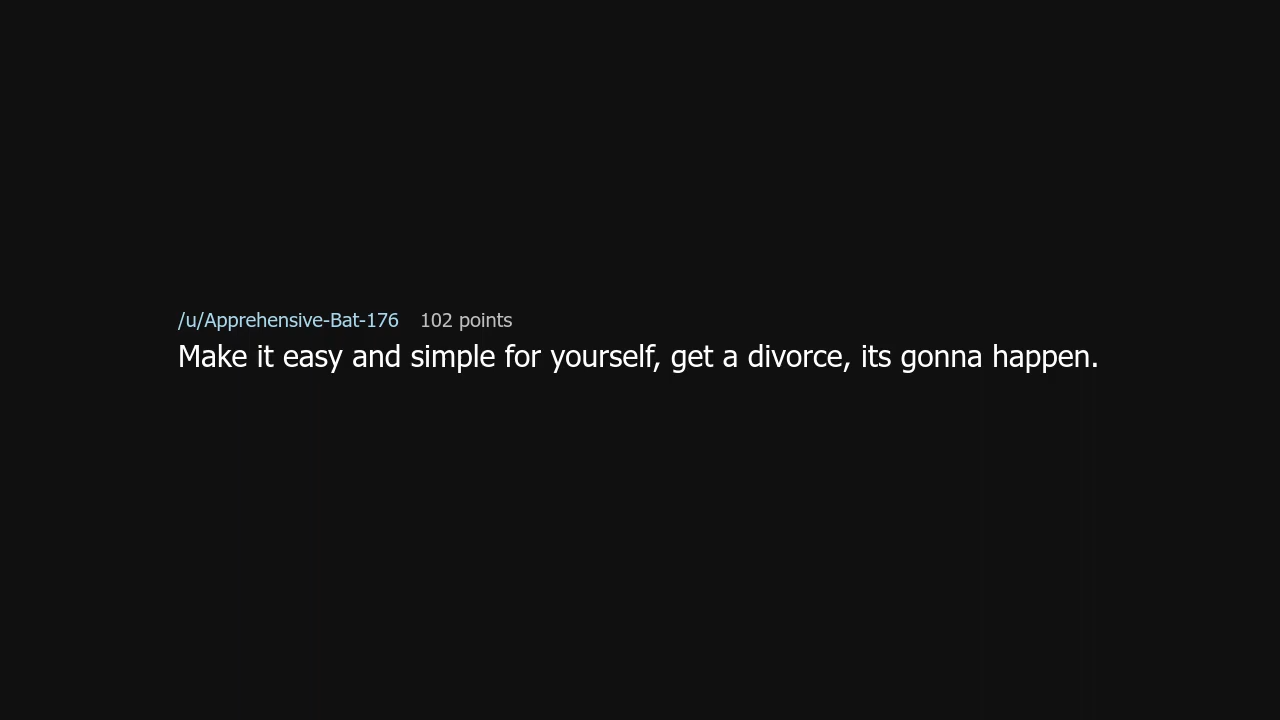 /u/Apprehensive-Bat-176 102 points
Make it easy and simple for yourself, get a divorce, its gonna happen.